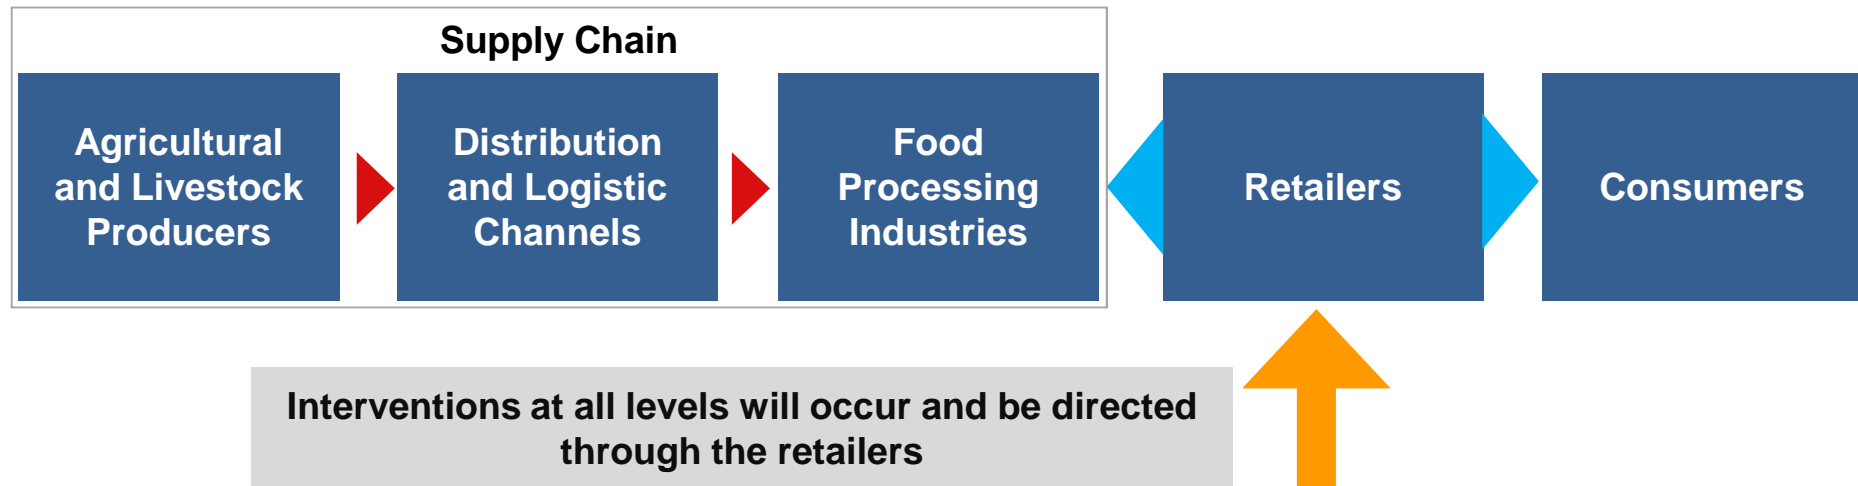 Supply Chain
Agricultural
and Livestock
Producers
Distribution
and Logistic
Channels
Food
Processing
Industries
Retailers
Consumers
Interventions at all levels will occur and be directed
through the retailers